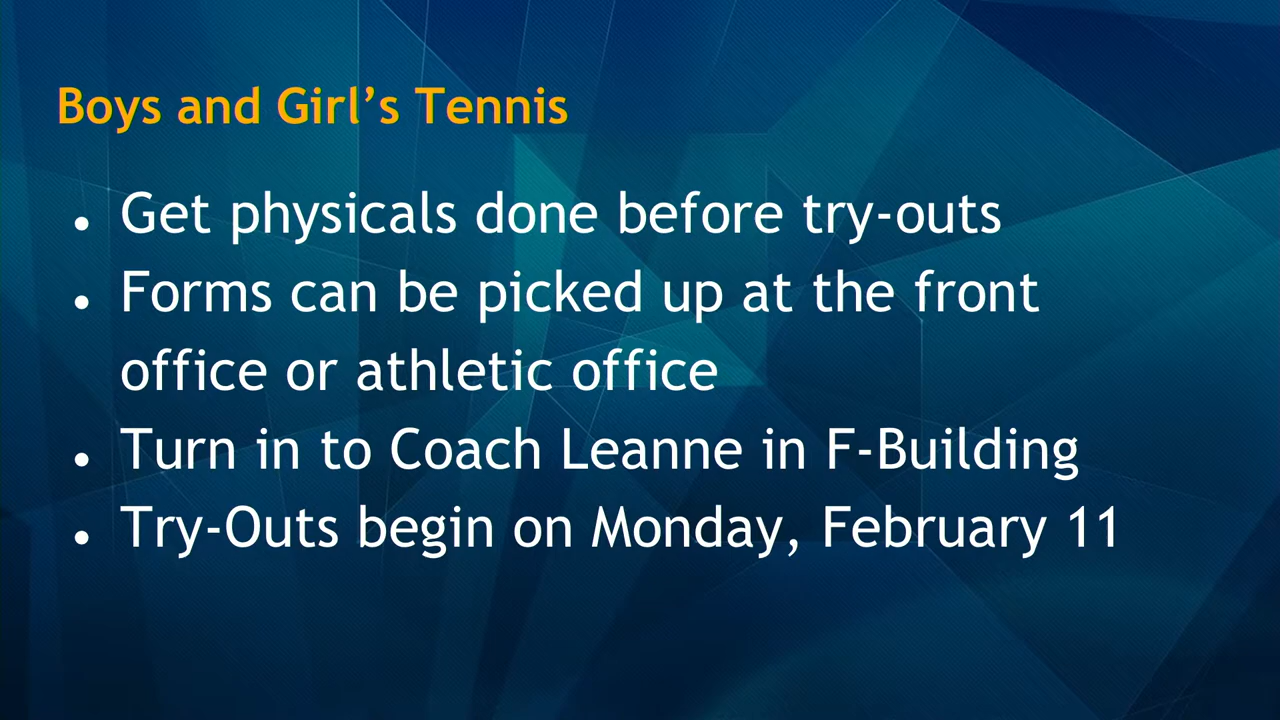 Boys and Girl’s Tennis
• Get physicals done before try-outs
• Forms can be picked up at the front
office or athletic office
• Turn in to Coach Leanne in F-Building
• Try-Outs begin on Monday, February 11